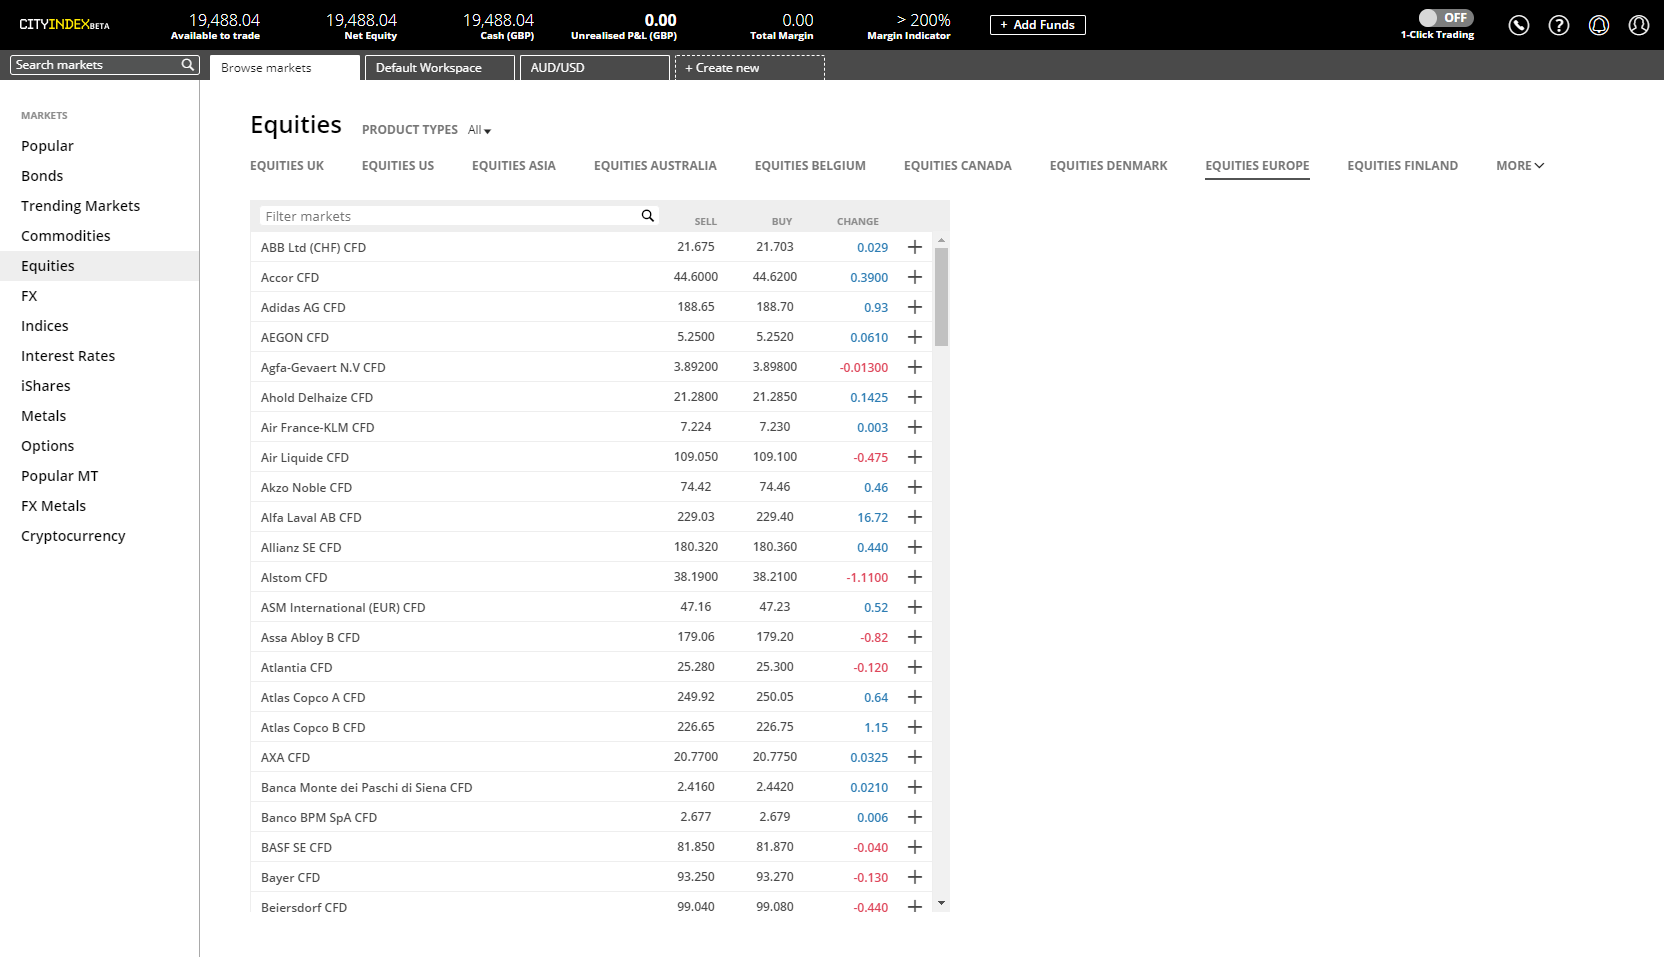 CITYINDEXBETA
19,488.04 19,488.04 19,488.04 0.00 0.00 > 200%
Available to trade Net Equity Cash (GBP) Unrealised P&L (GBP) Total Margin Margin Indicator
+ Add Funds
OFF
1-Click Trading
Search markets
Browse markets Default Workspace AUD/USD + Create new
MARKETS
Popular
Bonds
Trending Markets
Commodities
Equities
FX
Indices
Interest Rates
iShares
Metals
Options
Popular MT
FX Metals
Cryptocurrency
Equities PRODUCT TYPES All
EQUITIES UK EQUITIES US EQUITIES ASIA EQUITIES AUSTRALIA EQUITIES BELGIUM EQUITIES CANADA EQUITIES DENMARK EQUITIES EUROPE EQUITIES FINLAND MORE
Filter markets SELL BUY CHANGE
ABB Ltd (CHF) CFD 21.675 21.703 0.029 +
Accor CFD 44.6000 44.6200 0.3900 +
Adidas AG CFD 188.65 188.70 0.93 +
AEGON CFD 5.2500 5.2520 0.0610 +
Agfa-Gevaert N.V CFD 3.89200 3.89800 -0.01300 +
Ahold Delhaize CFD 21.2800 21.2850 0.1425 +
Air France-KLM CFD 7.224 7.230 0.003 +
Air Liquide CFD 109.050 109.100 -0.475 +
Akzo Noble CFD 74.42 74.46 0.46 +
Alfa Laval AB CFD 229.03 229.40 16.72 +
Allianz SE CFD 180.320 180.360 0.440 +
Alstom CFD 38.1900 38.2100 -1.1100 +
ASM International (EUR) CFD 47.16 47.23 0.52 +
Assa Abloy B CFD 179.06 179.20 -0.82 +
Atlantia CFD 25.280 25.300 -0.120 +
Atlas Copco A CFD 249.92 250.05 0.64 +
Atlas Copco B CFD 226.65 226.75 1.15 +
AXA CFD 20.7700 20.7750 0.0325 +
Banca Monte dei Paschi di Siena CFD 2.4160 2.4420 0.0210 +
Banco BPM SpA CFD 2.677 2.679 0.006 +
BASF SE CFD 81.850 81.870 -0.040 +
Bayer CFD 93.250 93.270 -0.130 +
Beiersdorf CFD 99.040 99.080 -0.440 +